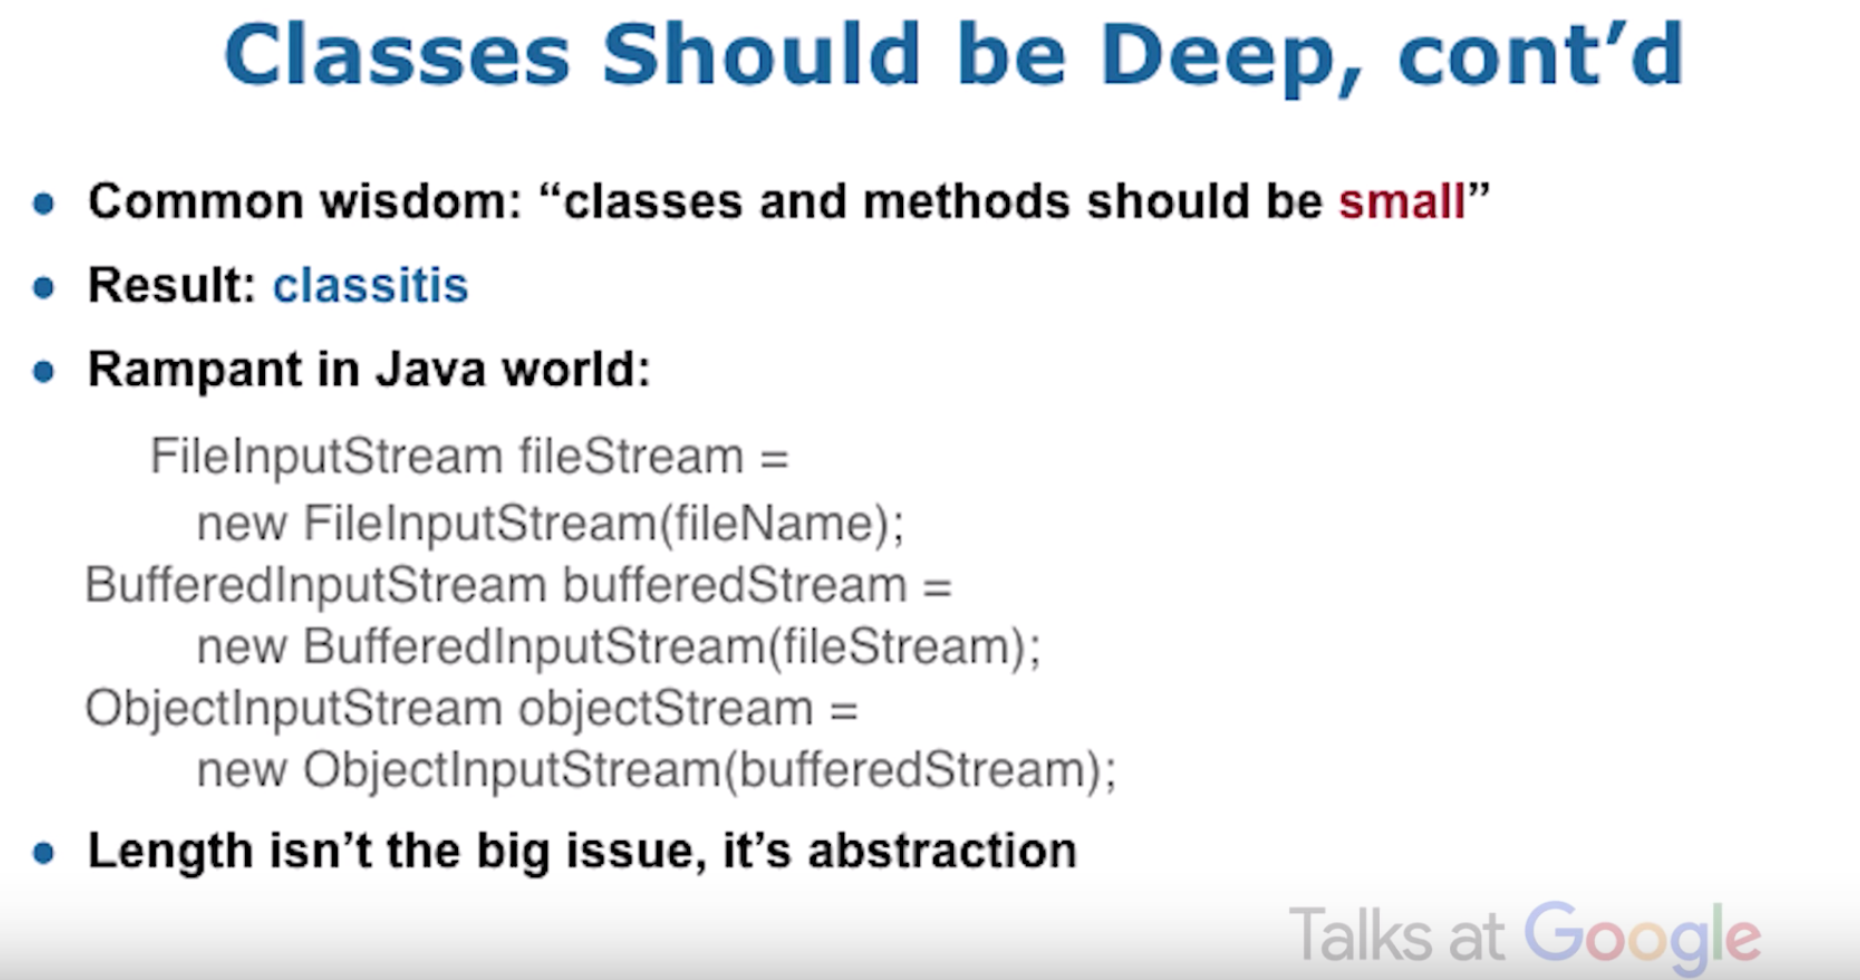 Classes Should be Deep, cont’d
• Common wisdom: “classes and methods should be small”
• Result: classitis
• Rampant in Java world:
FileInputStream fileStream =
new FileInputStream(fileName);
BufferedInputStream bufferedStream =
new BufferedInputStream(fileStream);
ObjectInputStream objectStream =
new ObjectInputStream(bufferedStream);
• Length isn’t the big issue, it’s abstraction
Talks at Google